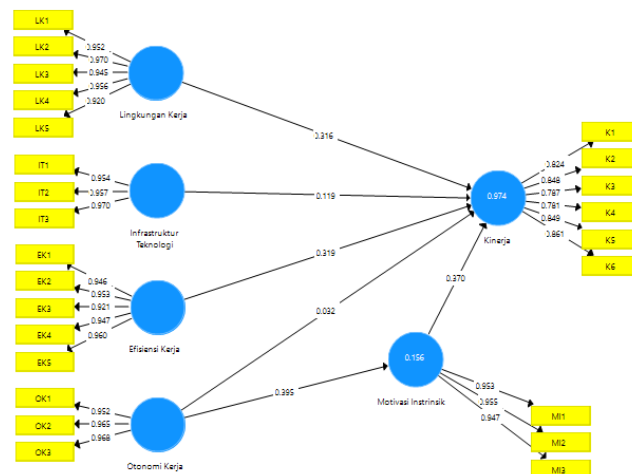 LK1
LK2
LK3
LK4
LK5
0.952
0.970
0.945
0.956
0.920
Lingkungan Kerja
0.316
IT1
IT2
IT3
0.954
0.957
0.970
Infrastruktur
Teknologi
0.119
EK1
EK2
EK3
EK4
EK5
0.946
0.953
0.921
0.947
0.960
Efisiensi Kerja
0.319
OK1
OK2
OK3
0.952
0.965
0.968
Otonomi Kerja
0.032
0.395
0.156
Motivasi Instrinsik
0.370
0.953
0.955
0.947
MI1
MI2
MI3
0.974
Kinerja
0.824
0.848
0.787
0.781
0.849
0.861
K1
K2
K3
K4
K5
K6